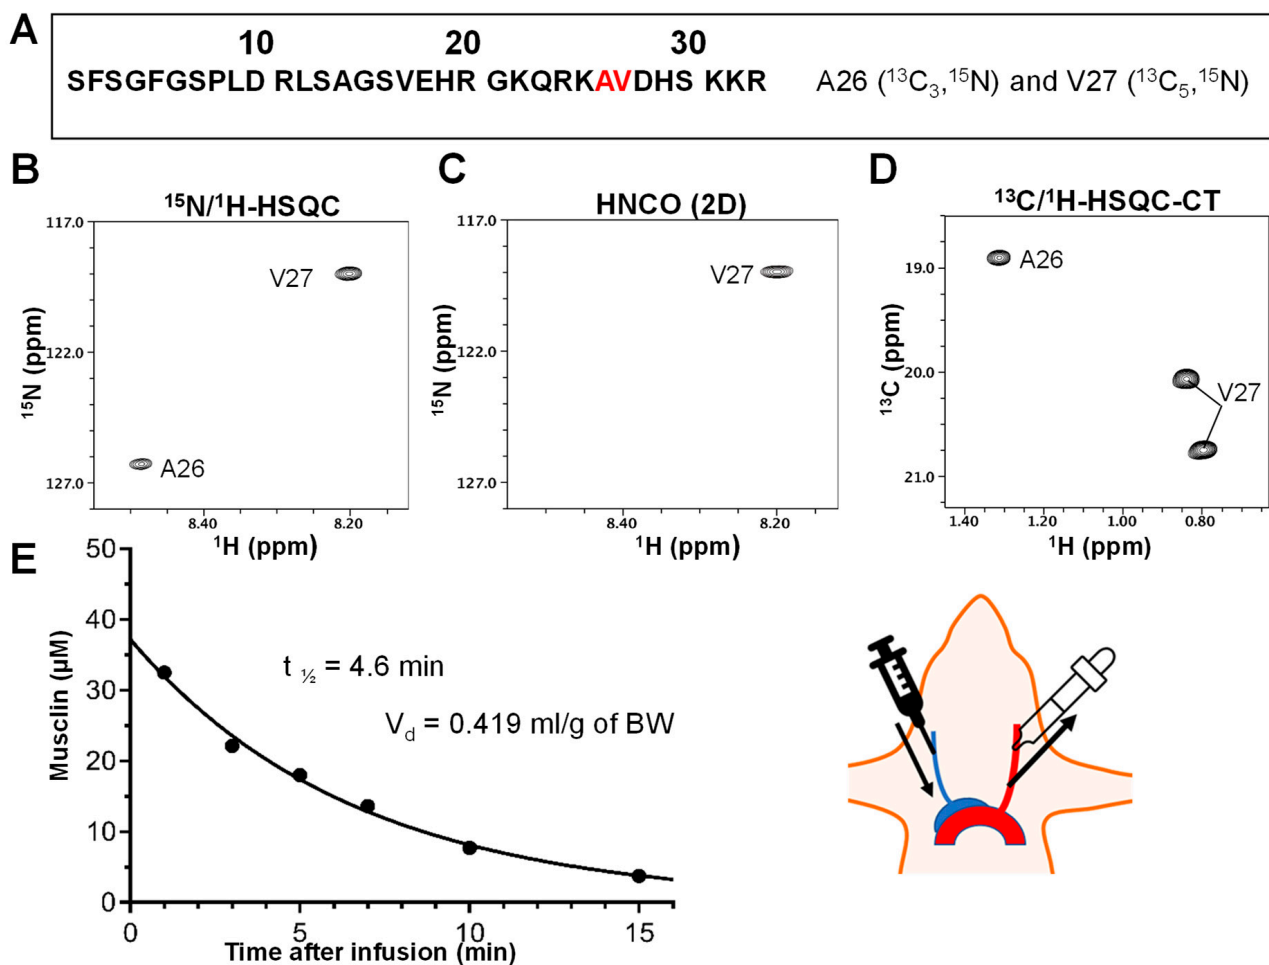 A
10 20 30
SFSGFGSPLD RLSAGSVEHR GKQRKAVDHS KKR A26 (¹³C₃,¹⁵N) and V27 (¹³C₅,¹⁵N)
B
¹⁵N/¹H-HSQC
117.0
122.0
127.0
¹⁵N (ppm)
V27
A26
8.40 8.20
¹H (ppm)
C
HNCO (2D)
117.0
122.0
127.0
¹⁵N (ppm)
V27
8.40 8.20
¹H (ppm)
D
¹³C/¹H-HSQC-CT
19.0
20.0
21.0
¹³C (ppm)
A26
V27
1.40 1.20 1.00 0.80
¹H (ppm)
E
50
40
30
20
10
0
Musclin (µM)
t ½ = 4.6 min
V_d = 0.419 ml/g of BW
0 5 10 15
Time after infusion (min)